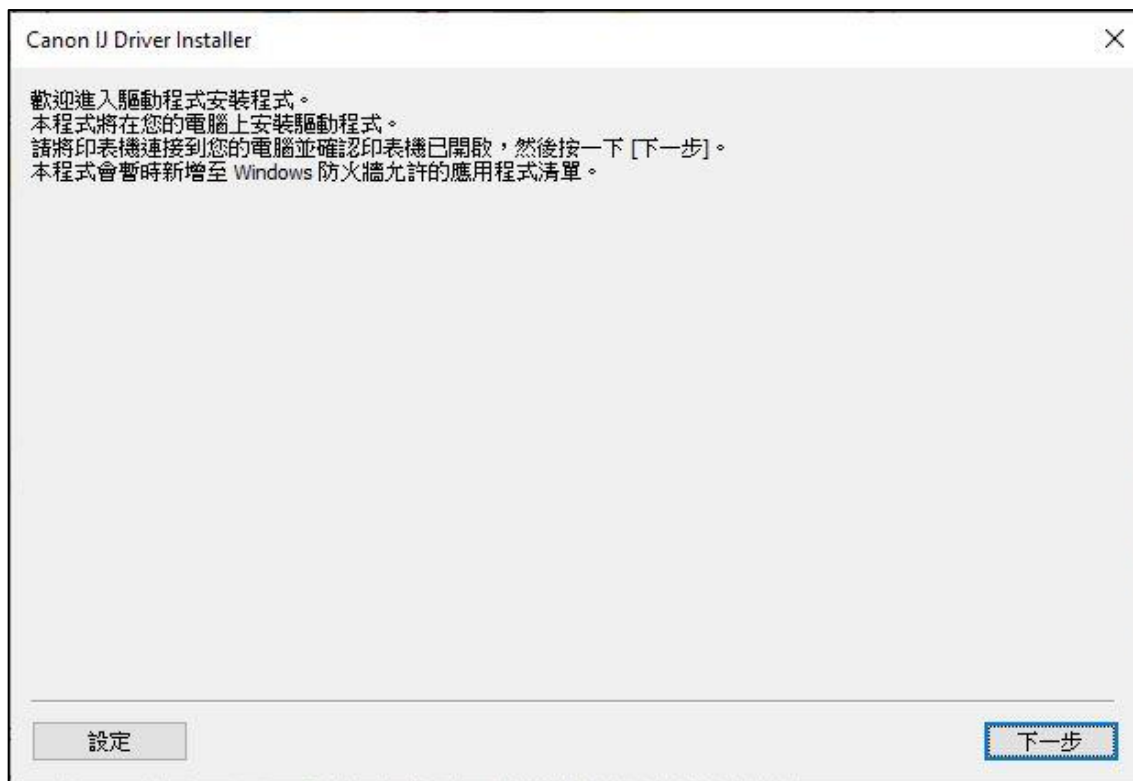 Canon IJ Driver Installer
歡迎進入驅動程式安裝程式。
本程式將在您的電腦上安裝驅動程式。
請將印表機連接到您的電腦並確認印表機已開啟，然後按一下 [下一步]。
本程式會暫時新增至 Windows 防火牆允許的應用程式清單。
設定
下一步